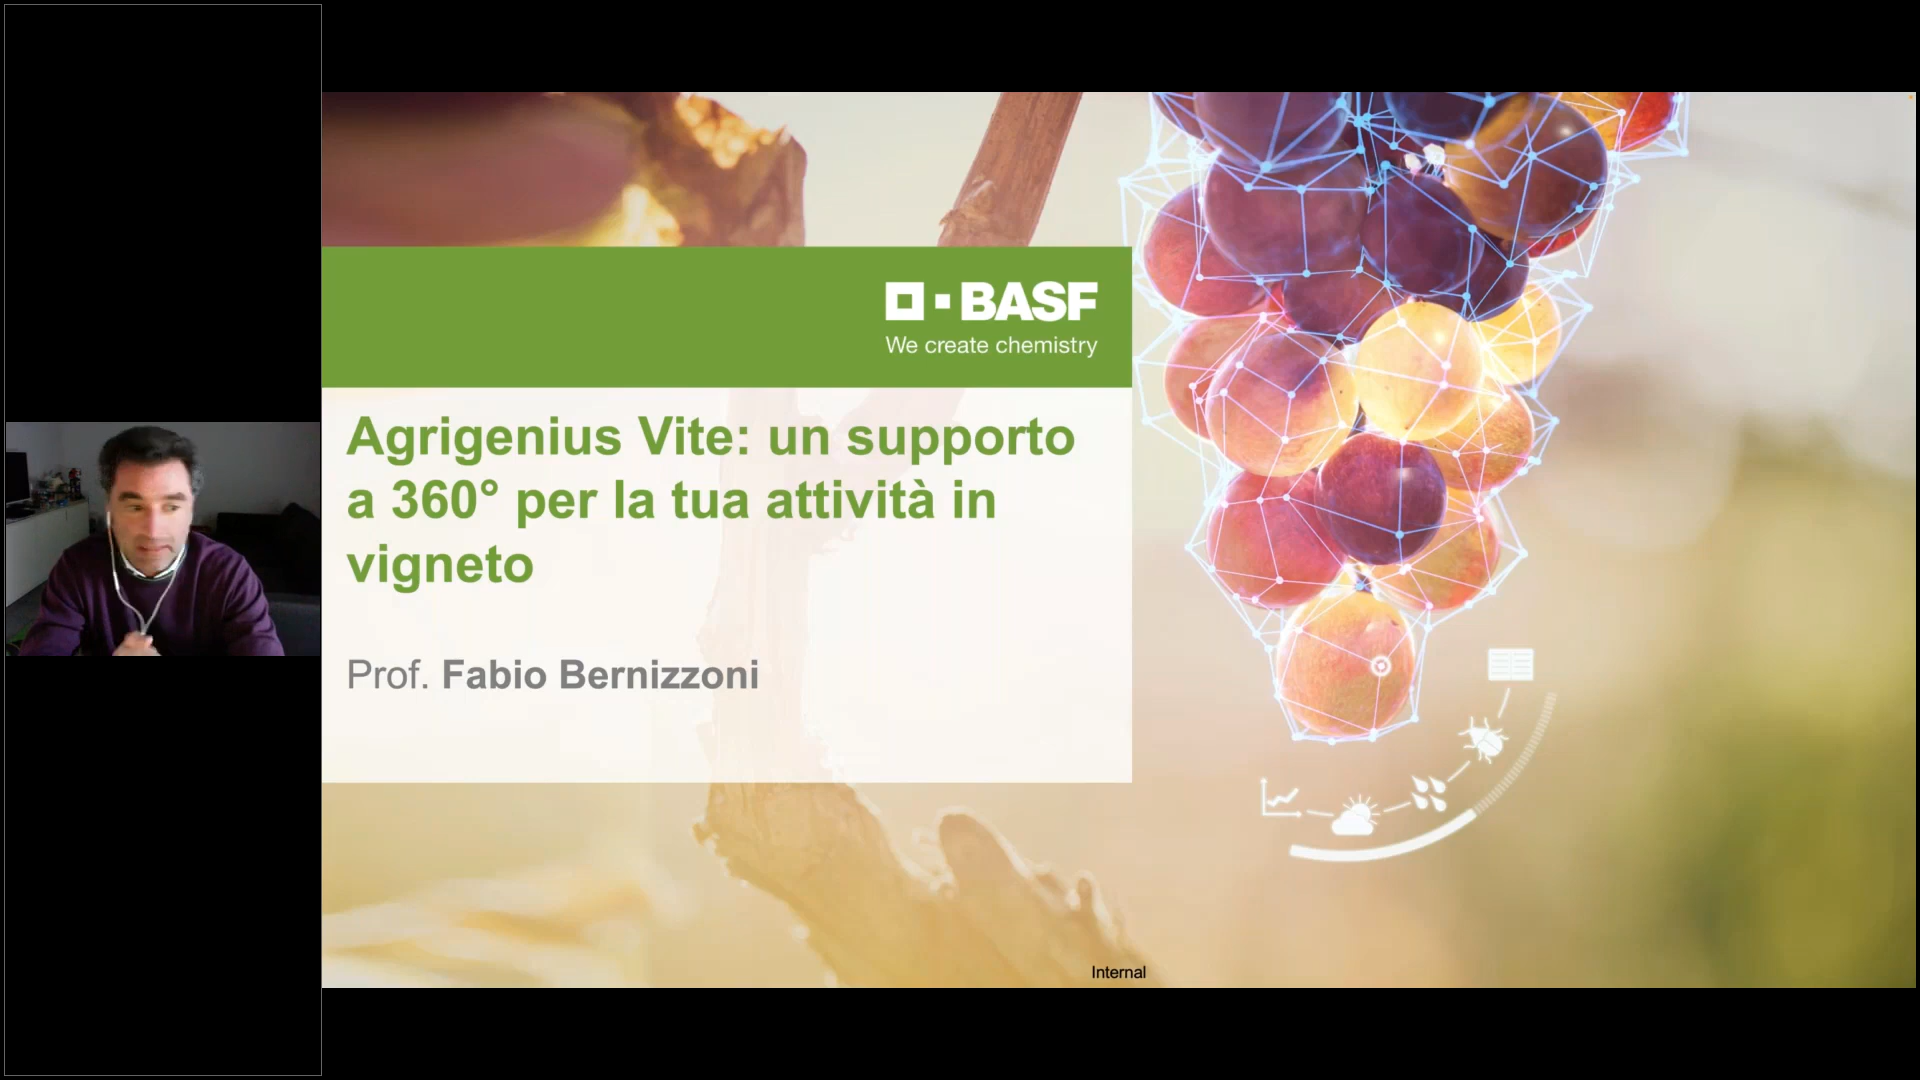 BASF
We create chemistry
Agrigenius Vite: un supporto
a 360° per la tua attività in
vigneto
Prof. Fabio Bernizzoni
Internal